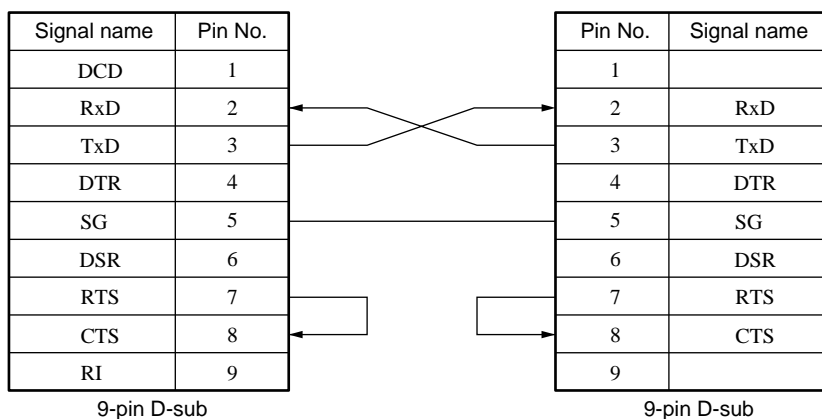 Signal name Pin No. Pin No. Signal name
DCD 1 1
RxD 2 2 RxD
TxD 3 3 TxD
DTR 4 4 DTR
SG 5 5 SG
DSR 6 6 DSR
RTS 7 7 RTS
CTS 8 8 CTS
RI 9 9
9-pin D-sub 9-pin D-sub